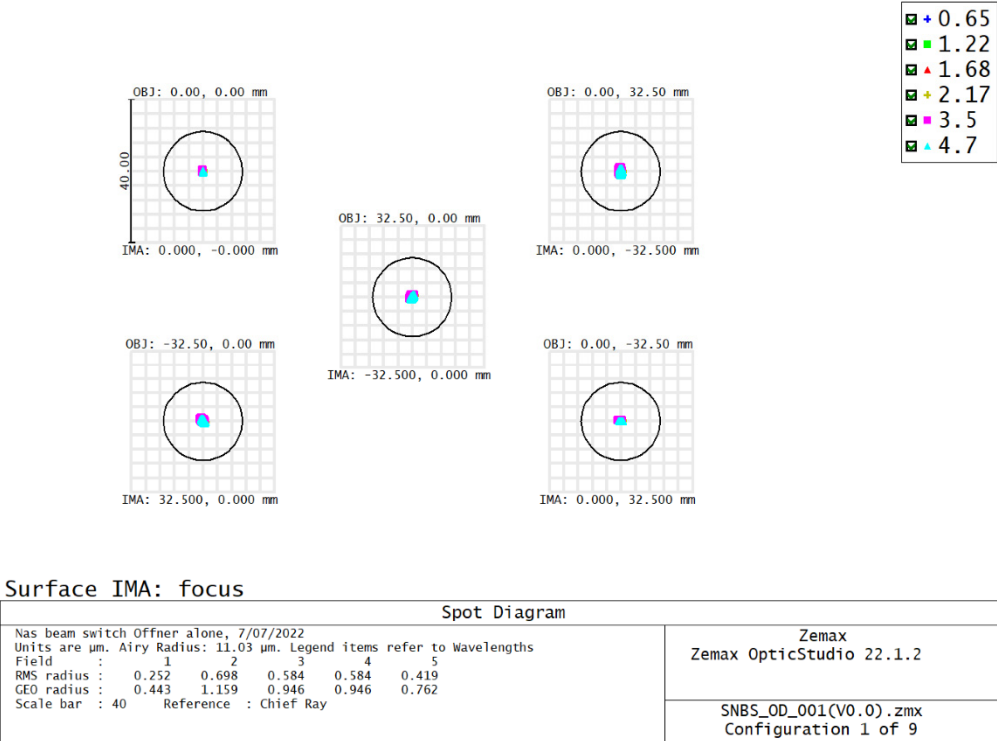 + 0.65
1.22
1.68
+ 2.17
3.5
4.7
OBJ: 0.00, 0.00 mm
40.00
IMA: 0.000, -0.000 mm
OBJ: 0.00, 32.50 mm
IMA: 0.000, -32.500 mm
OBJ: 32.50, 0.00 mm
IMA: -32.500, 0.000 mm
OBJ: -32.50, 0.00 mm
IMA: 32.500, 0.000 mm
OBJ: 0.00, -32.50 mm
IMA: 0.000, 32.500 mm
Surface IMA: focus
Spot Diagram
Nas beam switch Offner alone, 7/07/2022
Units are µm. Airy Radius: 11.03 µm. Legend items refer to Wavelengths
Field : 1 2 3 4 5
RMS radius : 0.252 0.698 0.584 0.584 0.419
GEO radius : 0.443 1.159 0.946 0.946 0.762
Scale bar : 40 Reference : Chief Ray
Zemax
Zemax OpticStudio 22.1.2
SNBS_OD_001(V0.0).zmx
Configuration 1 of 9